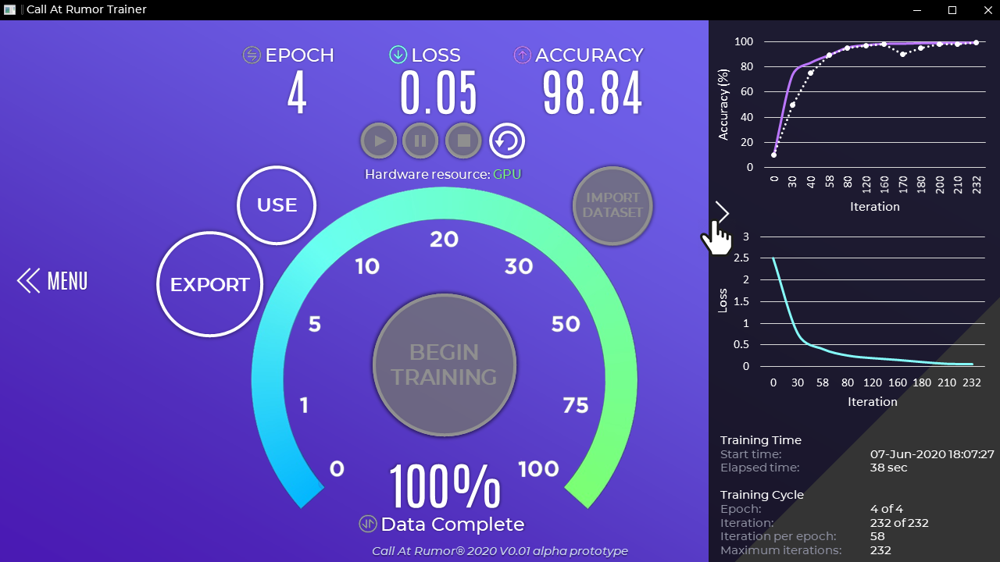 Call At Rumor Trainer
EPOCH
4
LOSS
0.05
ACCURACY
98.84
Hardware resource: GPU
USE
EXPORT
IMPORT
DATASET
MENU
0
1
5
10
20
30
50
75
100
BEGIN
TRAINING
100%
Data Complete
Call At Rumor® 2020 V0.01 alpha prototype
Accuracy (%)
100
80
60
40
20
0
0 30 40 58 80 120 160 170 180 200 210 232
Iteration
Loss
3
2.5
2
1.5
1
0.5
0
0 30 58 80 120 160 180 210 232
Iteration
Training Time
Start time: 07-Jun-2020 18:07:27
Elapsed time: 38 sec
Training Cycle
Epoch: 4 of 4
Iteration: 232 of 232
Iteration per epoch: 58
Maximum iterations: 232